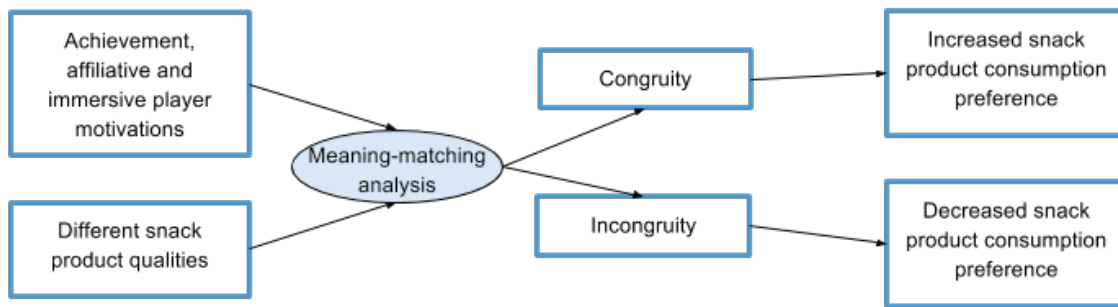 Achievement,
affiliative and
immersive player
motivations
Different snack
product qualities
Meaning-matching
analysis
Congruity
Incongruity
Increased snack
product consumption
preference
Decreased snack
product consumption
preference